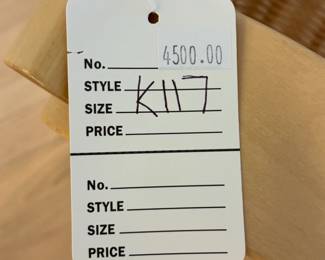 4500.00
No.
STYLE
K117
SIZE
PRICE
No.
STYLE
SIZE
PRICE